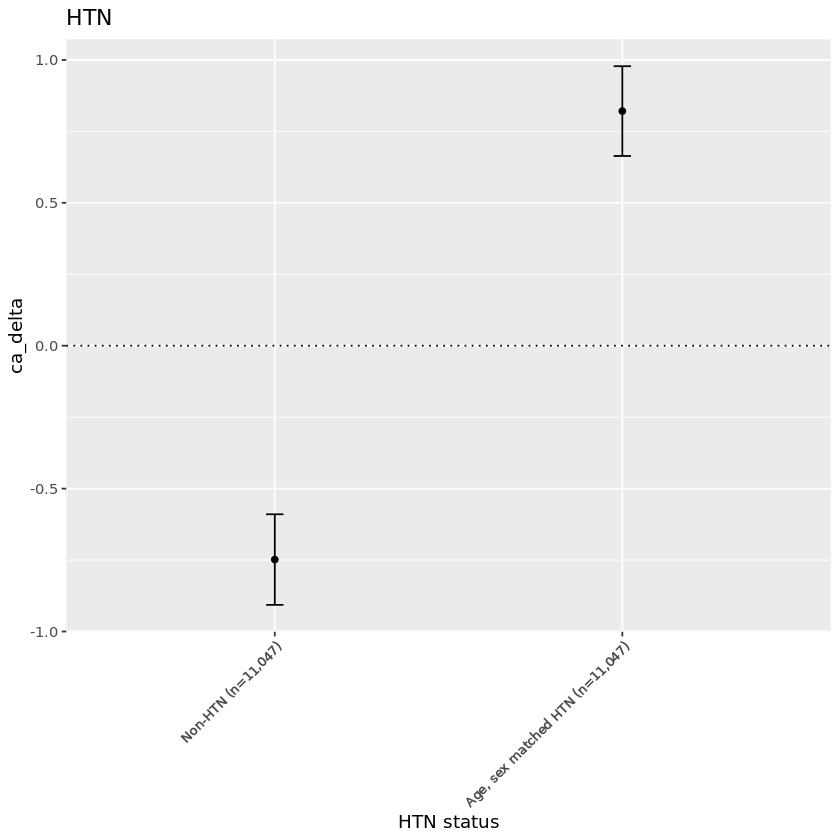 HTN
1.0
0.5
0.0
-0.5
-1.0
ca_delta
Non-HTN (n=11,047)
Age, sex matched HTN (n=11,047)
HTN status